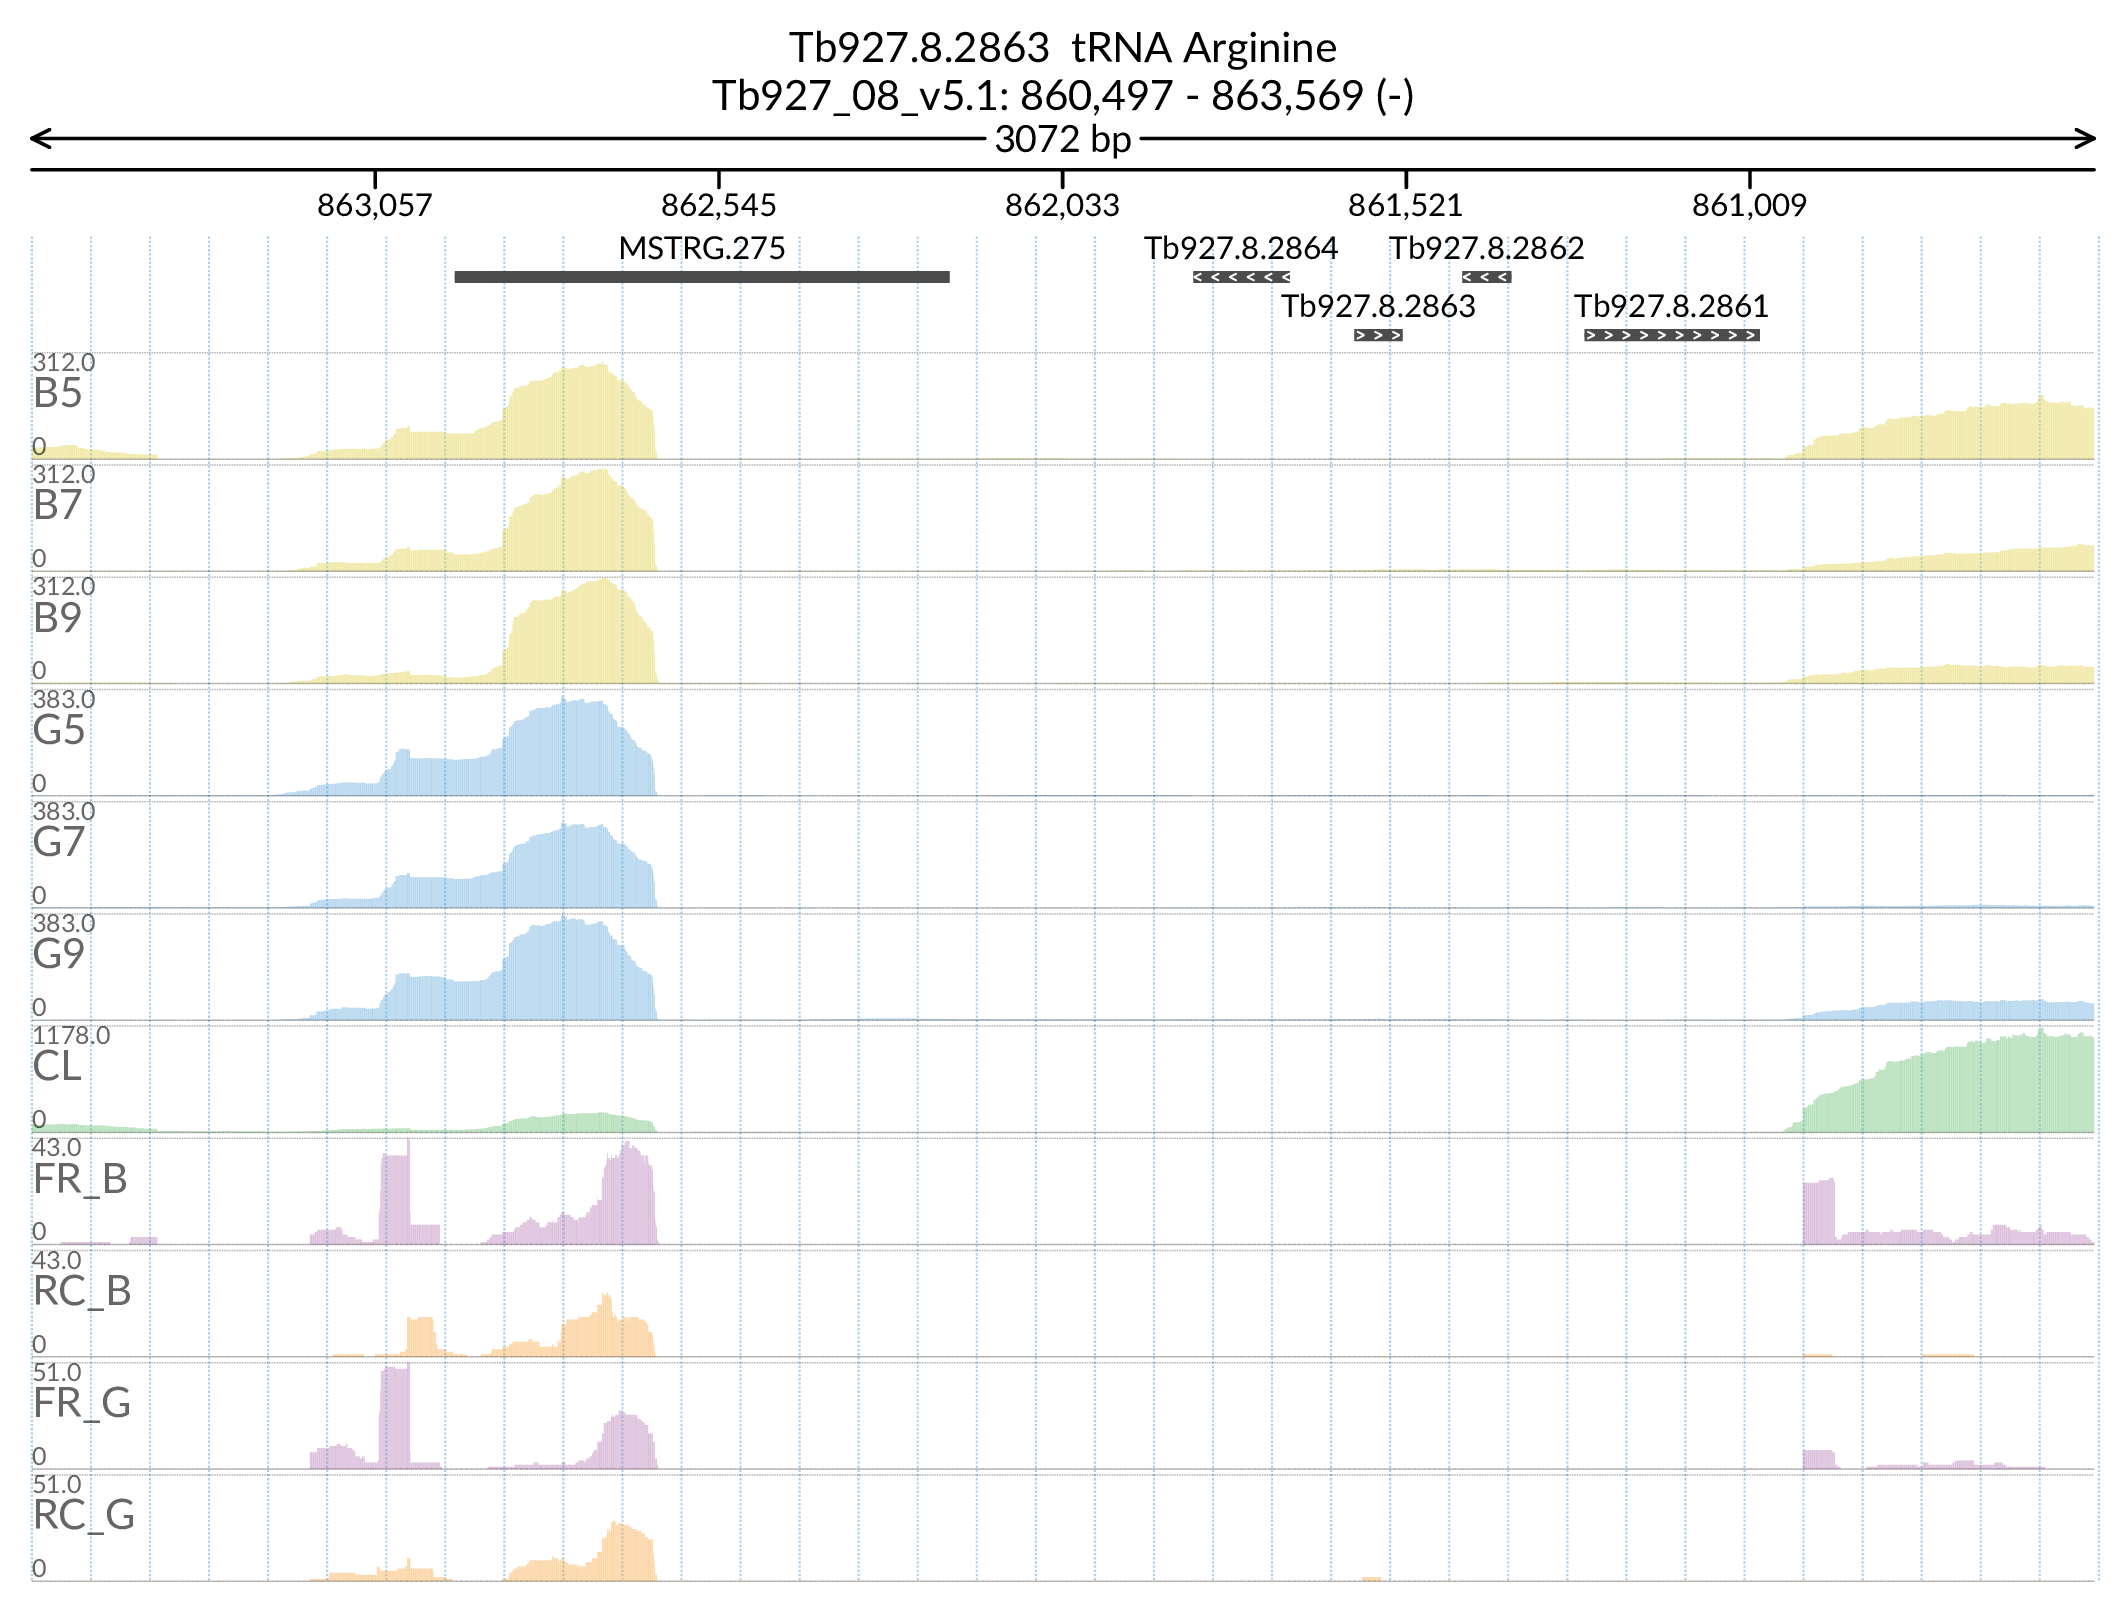 Tb927.8.2863 tRNA Arginine
Tb927_08_v5.1: 860,497 - 863,569 (-)
3072 bp
863,057 862,545 862,033 861,521 861,009
MSTRG.275 Tb927.8.2864 Tb927.8.2862
Tb927.8.2863 Tb927.8.2861
312.0
B5
0
312.0
B7
0
312.0
B9
0
383.0
G5
0
383.0
G7
0
383.0
G9
0
1178.0
CL
0
43.0
FR_B
0
43.0
RC_B
0
51.0
FR_G
0
51.0
RC_G
0